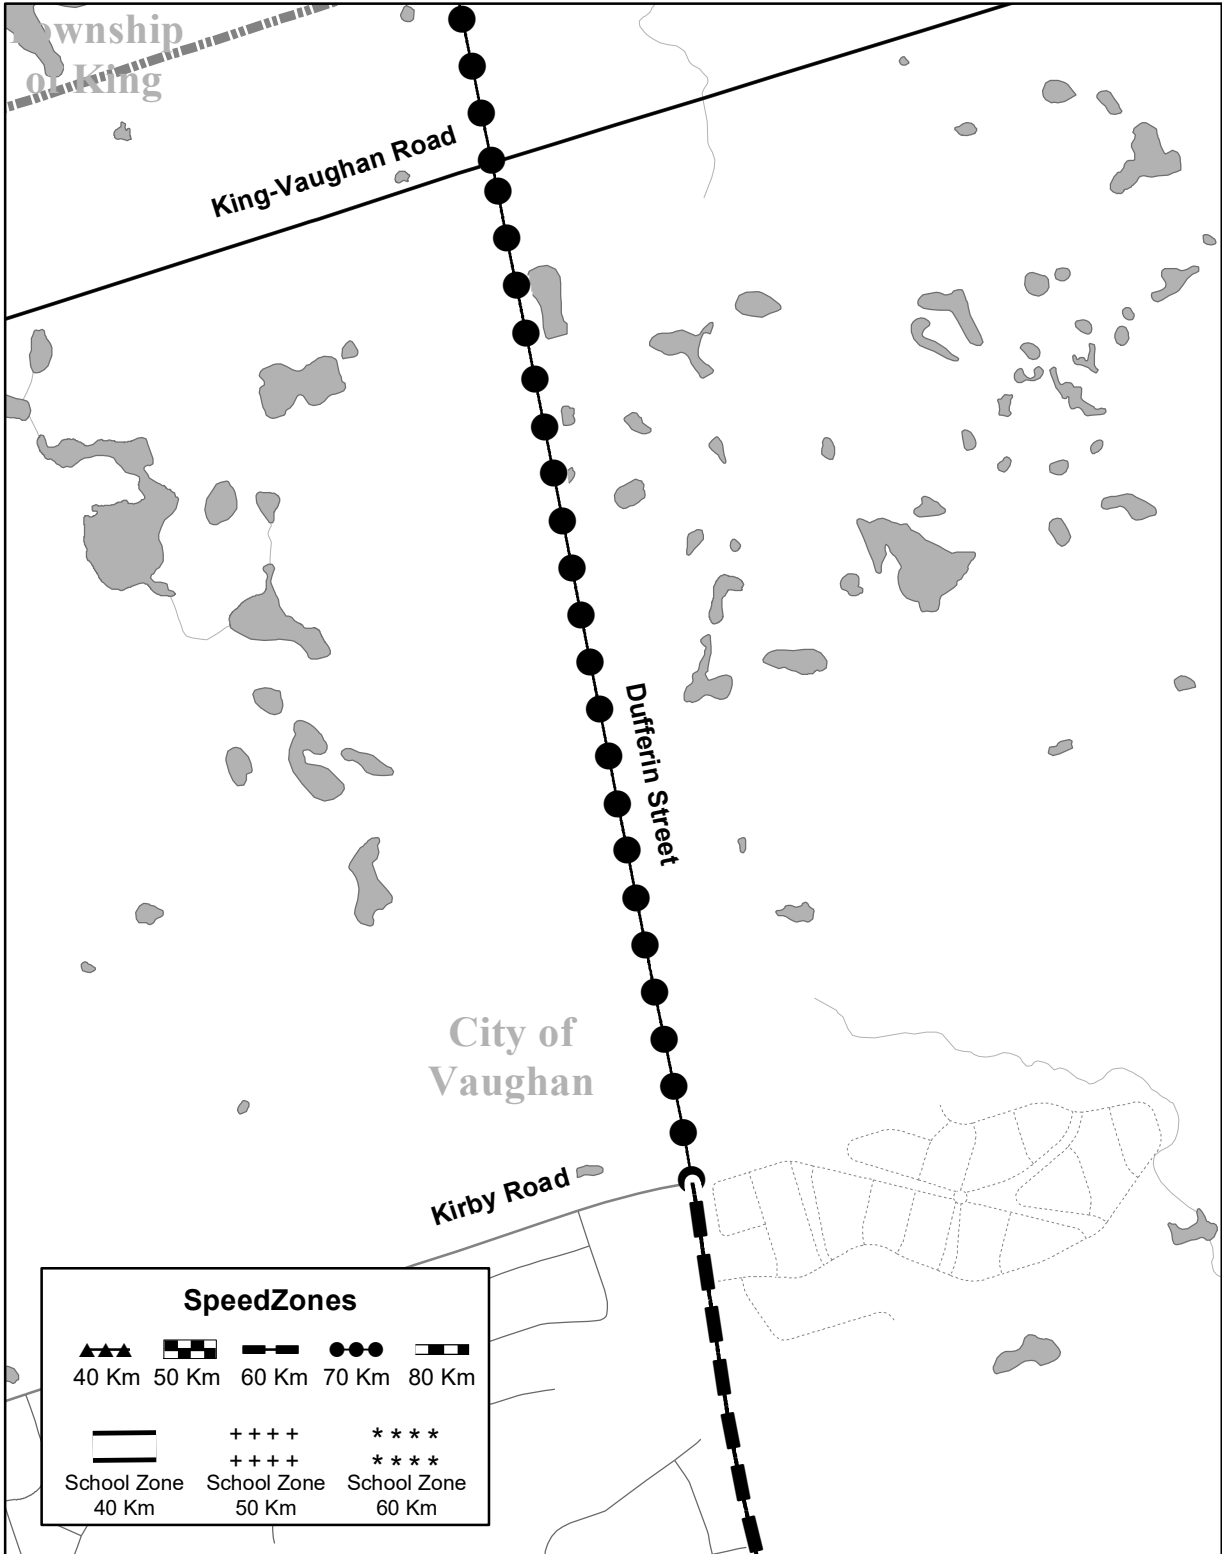 Township
of King
King-Vaughan Road
Dufferin Street
City of
Vaughan
Kirby Road
SpeedZones
40 Km 50 Km 60 Km 70 Km 80 Km
++++ ****
++++ ****
School Zone School Zone School Zone
40 Km 50 Km 60 Km